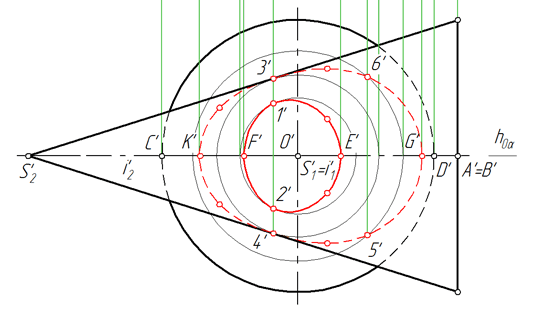 3' 6'
1'
C' K' F' O' E' G' h₀α
S'₂ i'₂ S'₁=i'₁ D' A'=B'
2'
4' 5'